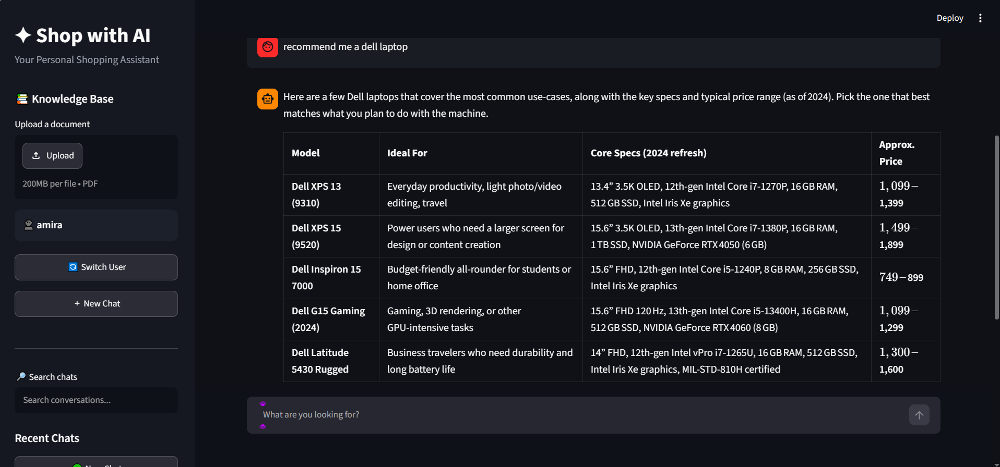 Deploy
Shop with AI
Your Personal Shopping Assistant
Knowledge Base
Upload a document
Upload
200MB per file • PDF
amira
Switch User
+ New Chat
Search chats
Search conversations...
Recent Chats
recommend me a dell laptop
Here are a few Dell laptops that cover the most common use-cases, along with the key specs and typical price range (as of 2024). Pick the one that best
matches what you plan to do with the machine.
Model
Ideal For
Core Specs (2024 refresh)
Approx.
Price
Dell XPS 13
(9310)
Everyday productivity, light photo/video
editing, travel
13.4” 3.5K OLED, 12th-gen Intel Core i7-1270P, 16 GB RAM,
512 GB SSD, Intel Iris Xe graphics
1,099–
1,399
Dell XPS 15
(9520)
Power users who need a larger screen for
design or content creation
15.6” 3.5K OLED, 13th-gen Intel Core i7-1380P, 16 GB RAM,
1 TB SSD, NVIDIA GeForce RTX 4050 (6 GB)
1,499–
1,899
Dell Inspiron 15
7000
Budget-friendly all-rounder for students or
home office
15.6” FHD, 12th-gen Intel Core i5-1240P, 8 GB RAM, 256 GB SSD,
Intel Iris Xe graphics
749–899
Dell G15 Gaming
(2024)
Gaming, 3D rendering, or other
GPU-intensive tasks
15.6” FHD 120 Hz, 13th-gen Intel Core i5-13400H, 16 GB RAM,
512 GB SSD, NVIDIA GeForce RTX 4060 (8 GB)
1,099–
1,299
Dell Latitude
5430 Rugged
Business travelers who need durability and
long battery life
14” FHD, 12th-gen Intel vPro i7-1265U, 16 GB RAM, 512 GB SSD,
Intel Iris Xe graphics, MIL-STD-810H certified
1,300–
1,600
What are you looking for?